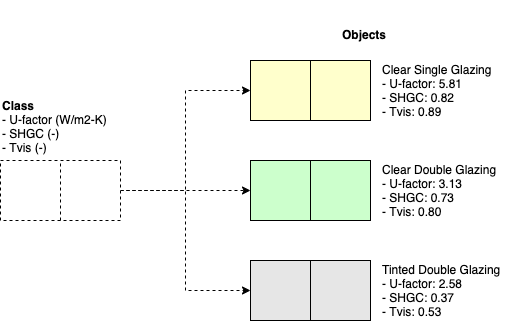 Objects
Class
- U-factor (W/m2-K)
- SHGC (-)
- Tvis (-)
Clear Single Glazing
- U-factor: 5.81
- SHGC: 0.82
- Tvis: 0.89
Clear Double Glazing
- U-factor: 3.13
- SHGC: 0.73
- Tvis: 0.80
Tinted Double Glazing
- U-factor: 2.58
- SHGC: 0.37
- Tvis: 0.53